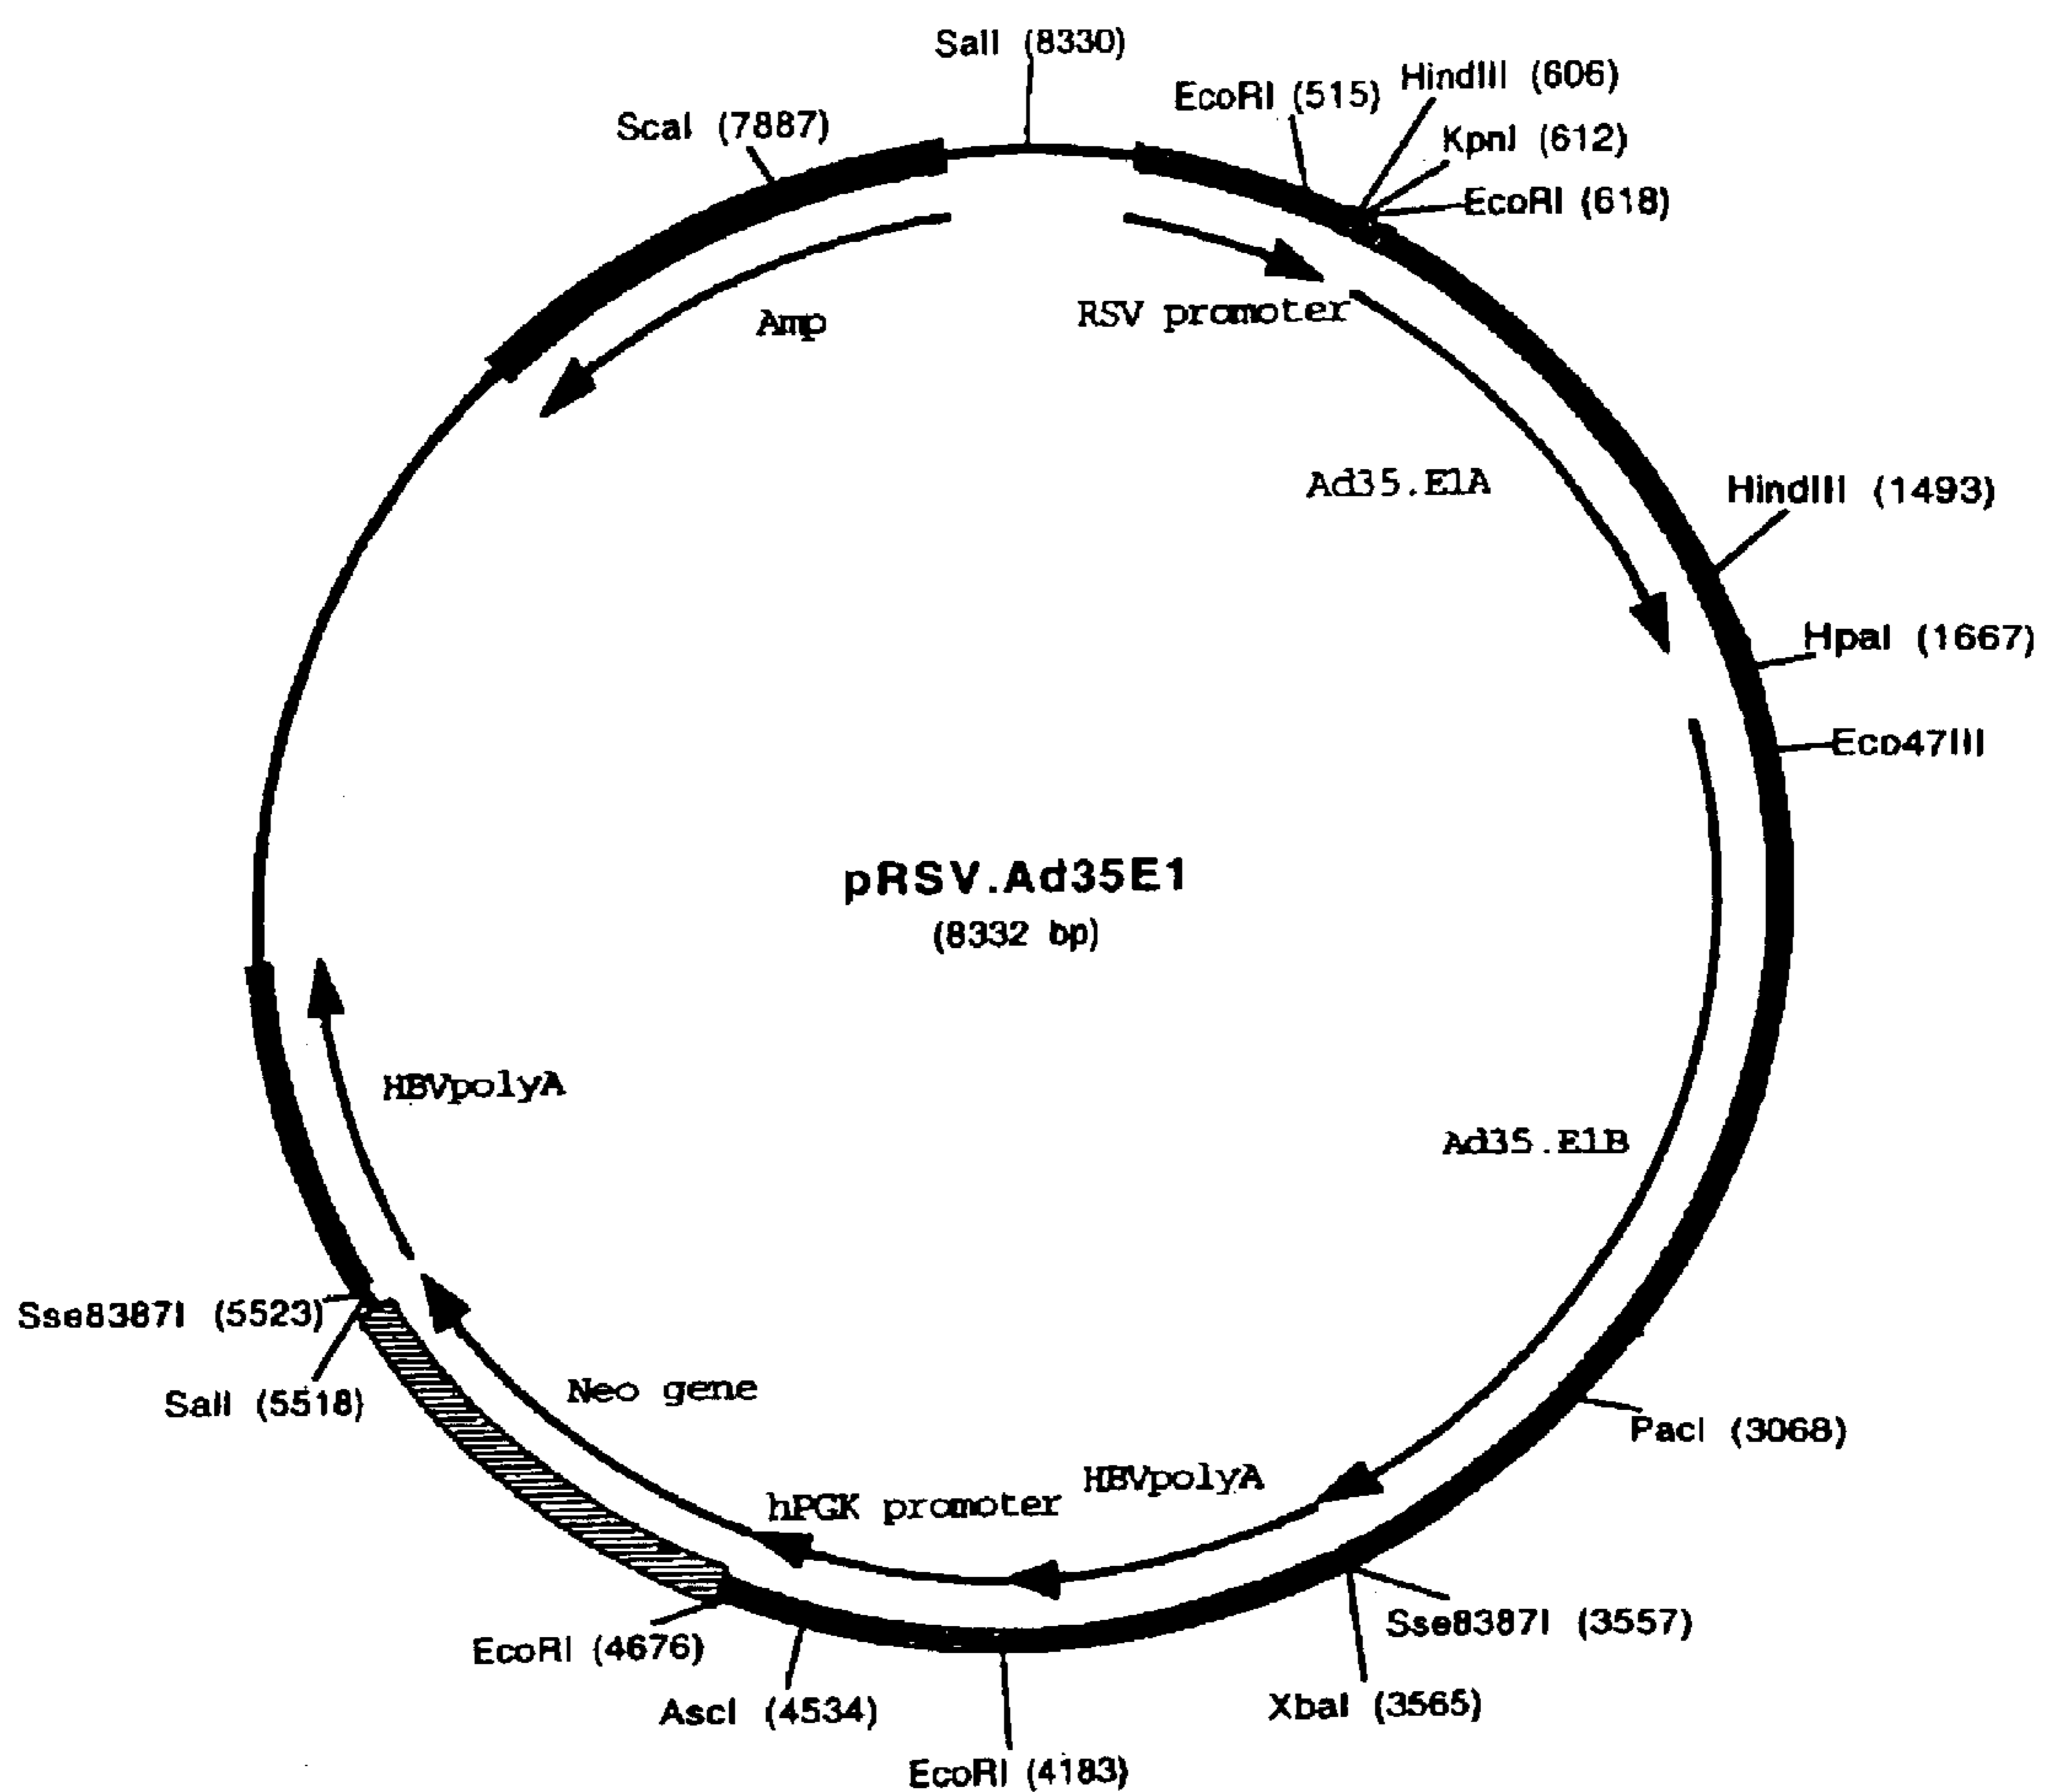 SalI (8330)
EcoRI (515)
HindIII (606)
ScaI (7887)
KpnI (612)
EcoRI (618)
RSV promoter
Amp
Ad35.E1A
HindIII (1493)
HpaI (1667)
Eco47III
pRSV.Ad35E1
(8332 bp)
HBVpolyA
Ad35.E1B
Sse8387I (5523)
SalI (5518)
Neo gene
PacI (3068)
HBVpolyA
hPGK promoter
Sse8387I (3557)
EcoRI (4676)
XbaI (3565)
AscI (4534)
EcoRI (4183)